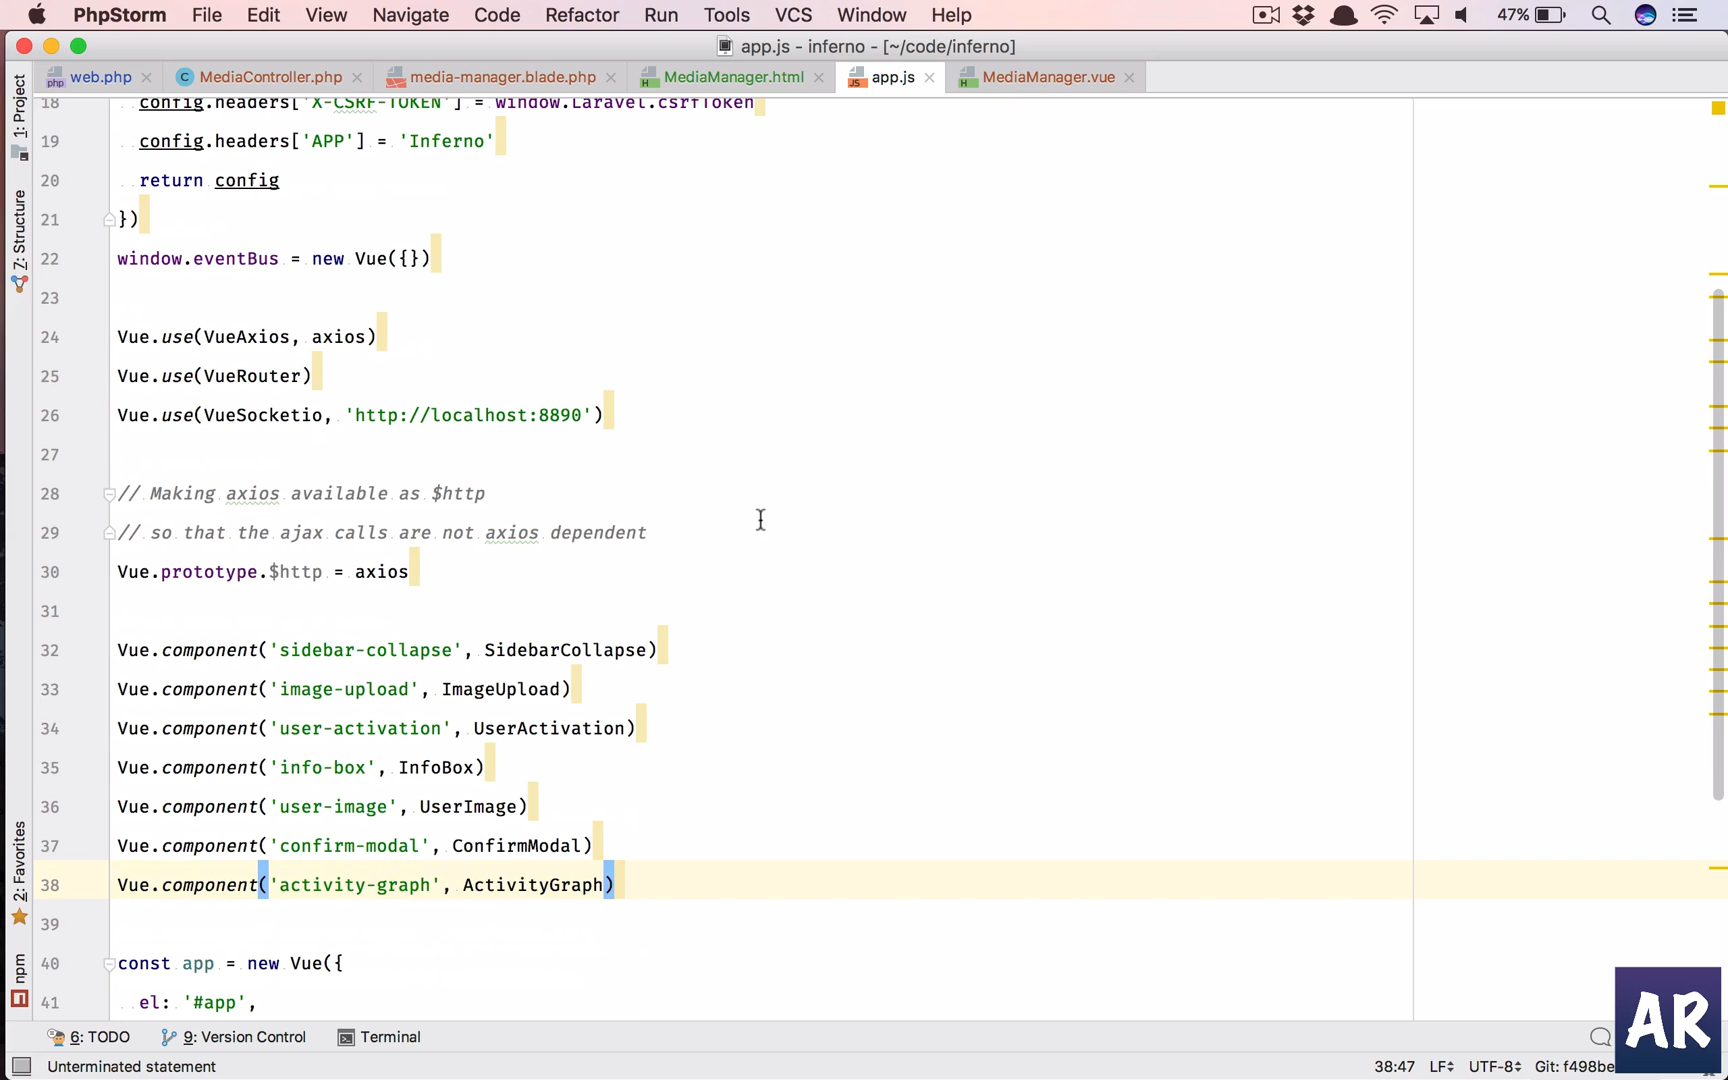 PhpStorm File Edit View Navigate Code Refactor Run Tools VCS Window Help 47%
app.js - inferno - [~/code/inferno]
web.php MediaController.php media-manager.blade.php MediaManager.html app.js MediaManager.vue
1: Project
7: Structure
2: Favorites
npm
18 config.headers['X-CSRF-TOKEN'] = window.Laravel.csrfToken
19 config.headers['APP'] = 'Inferno'
20 return config
21 })
22 window.eventBus = new Vue({})
23
24 Vue.use(VueAxios, axios)
25 Vue.use(VueRouter)
26 Vue.use(VueSocketio, 'http://localhost:8890')
27
28 // Making axios available as $http
29 // so that the ajax calls are not axios dependent
30 Vue.prototype.$http = axios
31
32 Vue.component('sidebar-collapse', SidebarCollapse)
33 Vue.component('image-upload', ImageUpload)
34 Vue.component('user-activation', UserActivation)
35 Vue.component('info-box', InfoBox)
36 Vue.component('user-image', UserImage)
37 Vue.component('confirm-modal', ConfirmModal)
38 Vue.component('activity-graph', ActivityGraph)
39
40 const app = new Vue({
41 el: '#app',
6: TODO 9: Version Control Terminal
Unterminated statement 38:47 LF UTF-8 Git: f498be
AR